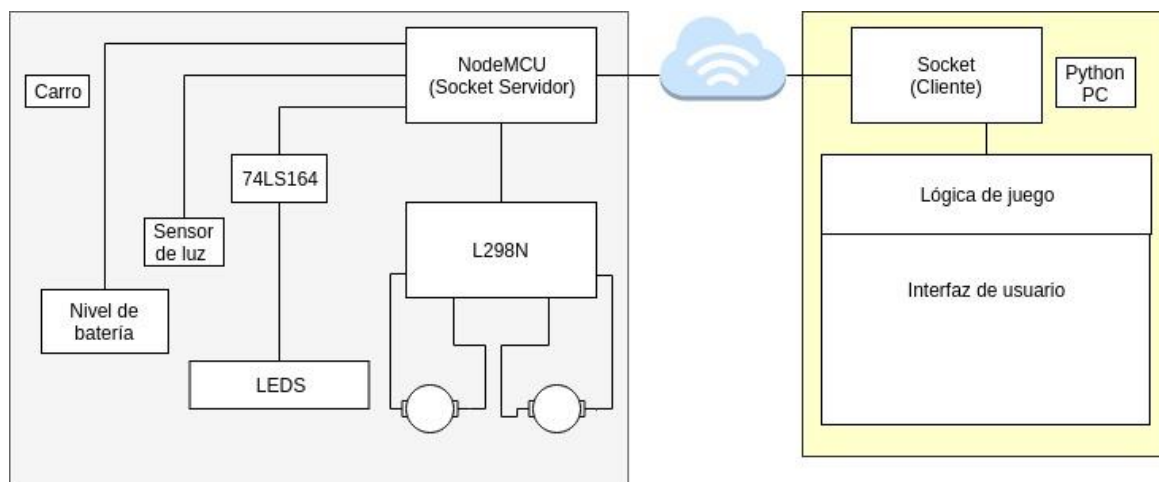 NodeMCU
(Socket Servidor)
Carro
74LS164
Sensor
de luz
L298N
Nivel de
batería
LEDS
Socket
(Cliente)
Python
PC
Lógica de juego
Interfaz de usuario